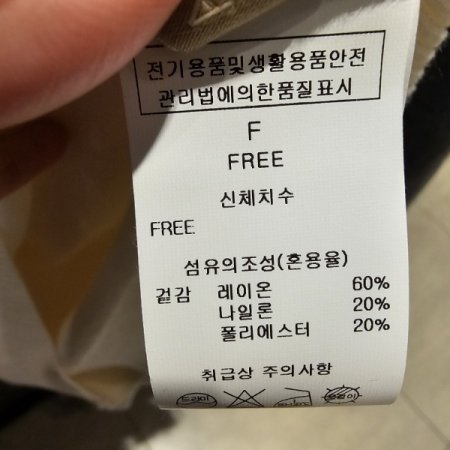 전기용품및생활용품안전
관리법에의한품질표시
F
FREE
신체치수
FREE
섬유의조성(혼용율)
겉감 레이온 60%
나일론 20%
폴리에스터 20%
취급상 주의사항
드라이